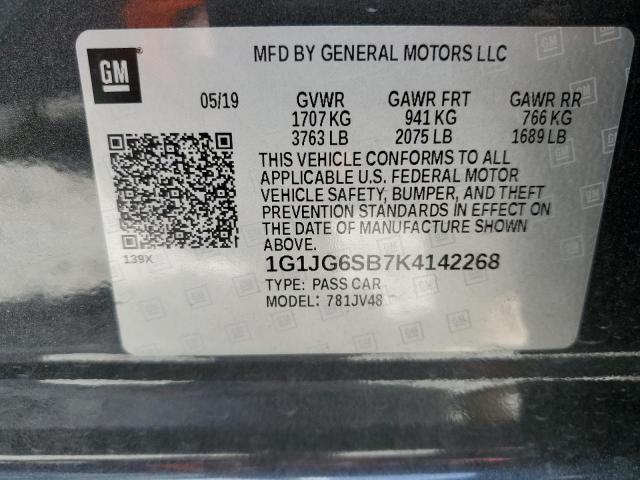 GM
MFD BY GENERAL MOTORS LLC
05/19 GVWR GAWR FRT GAWR RR
1707 KG 941 KG 766 KG
3763 LB 2075 LB 1689 LB
THIS VEHICLE CONFORMS TO ALL
APPLICABLE U.S. FEDERAL MOTOR
VEHICLE SAFETY, BUMPER, AND THEFT
PREVENTION STANDARDS IN EFFECT ON
THE DATE OF MANUFACTURE SHOWN
ABOVE.
139X
1G1JG6SB7K4142268
TYPE: PASS CAR
MODEL: 781JV48